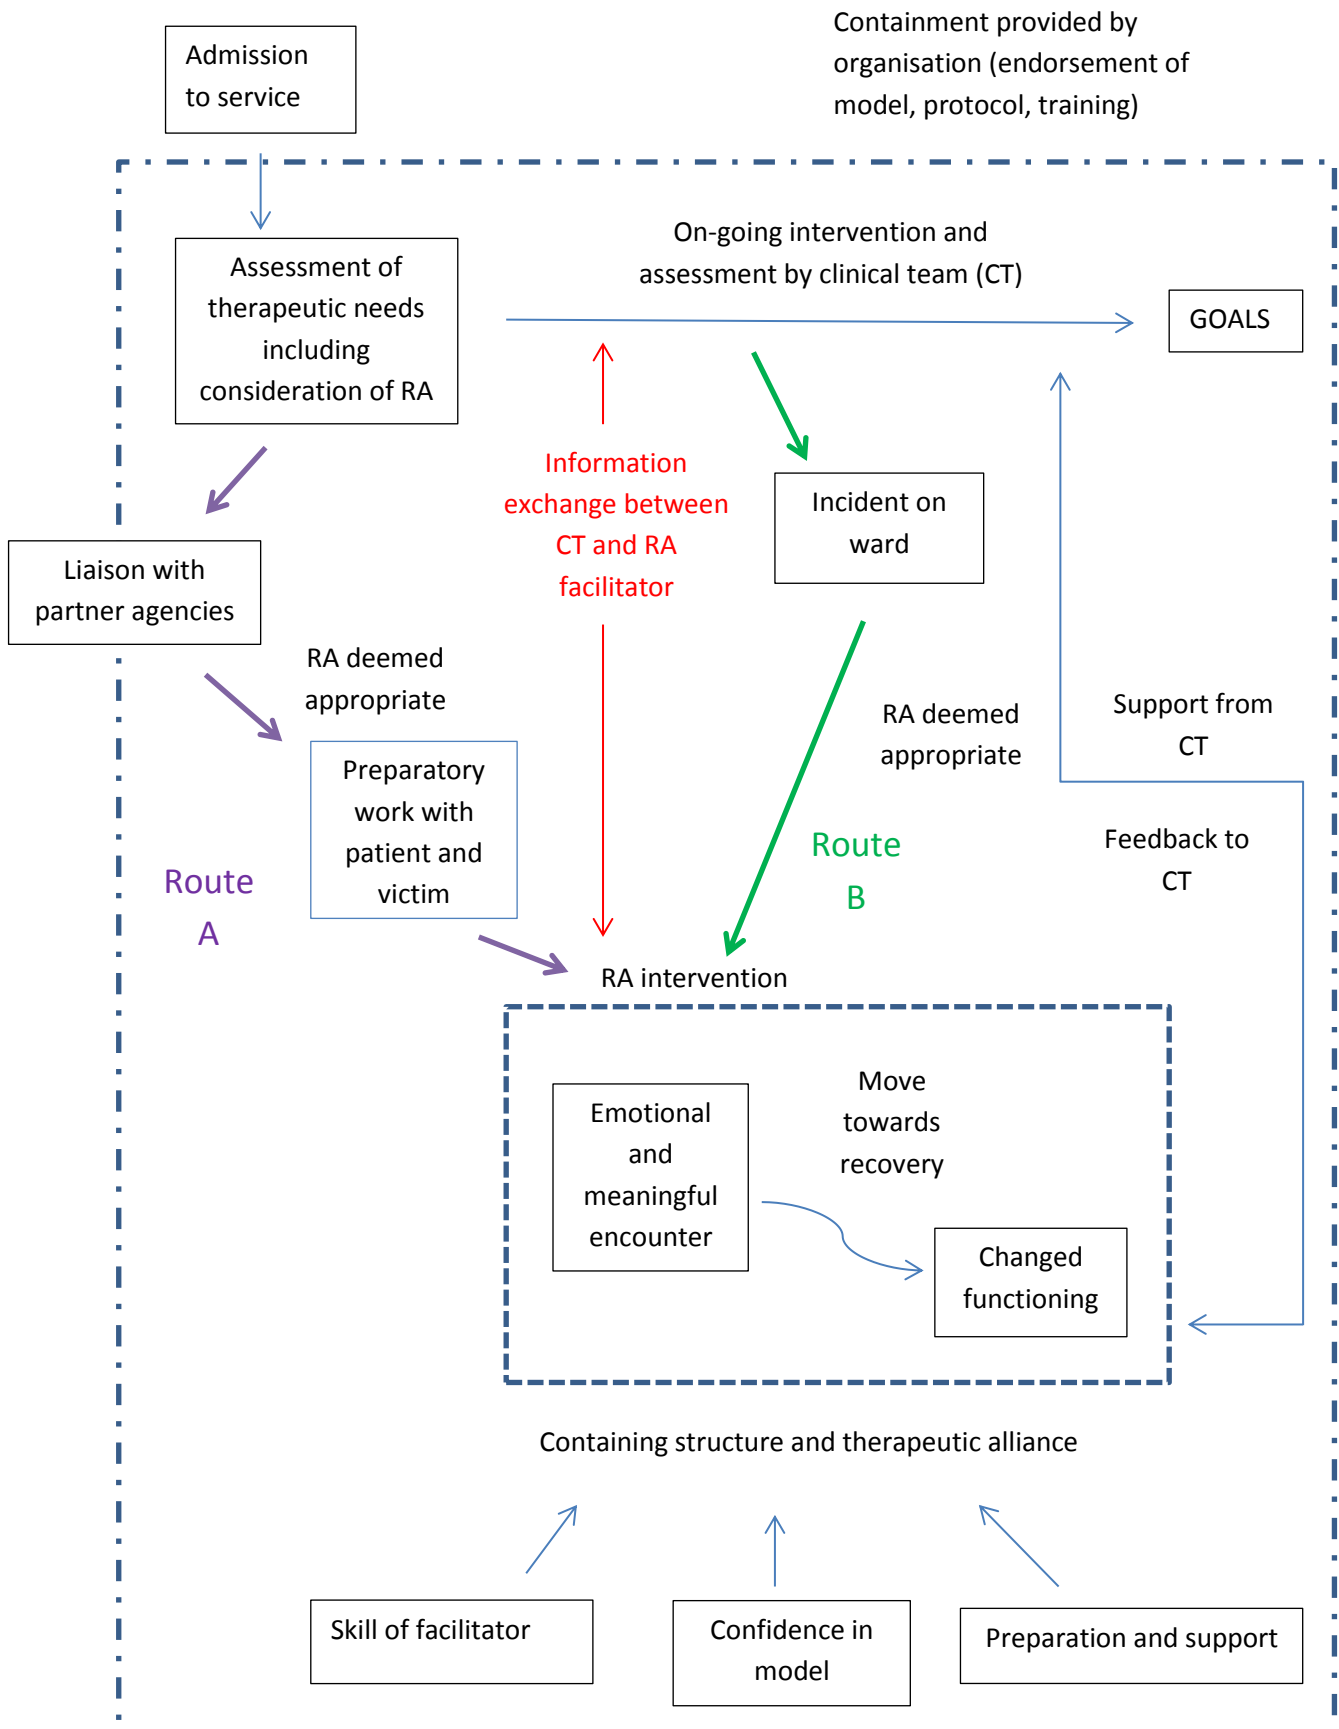 Containment provided by
organisation (endorsement of
model, protocol, training)
Admission
to service
On-going intervention and
assessment by clinical team (CT)
Assessment of
therapeutic needs
including
consideration of RA
GOALS
Information
exchange between
CT and RA
facilitator
Incident on
ward
Liaison with
partner agencies
RA deemed
appropriate
RA deemed
appropriate
Support from
CT
Preparatory
work with
patient and
victim
Route
A
Route
B
Feedback to
CT
RA intervention
Emotional
and
meaningful
encounter
Move
towards
recovery
Changed
functioning
Containing structure and therapeutic alliance
Skill of facilitator
Confidence in
model
Preparation and support